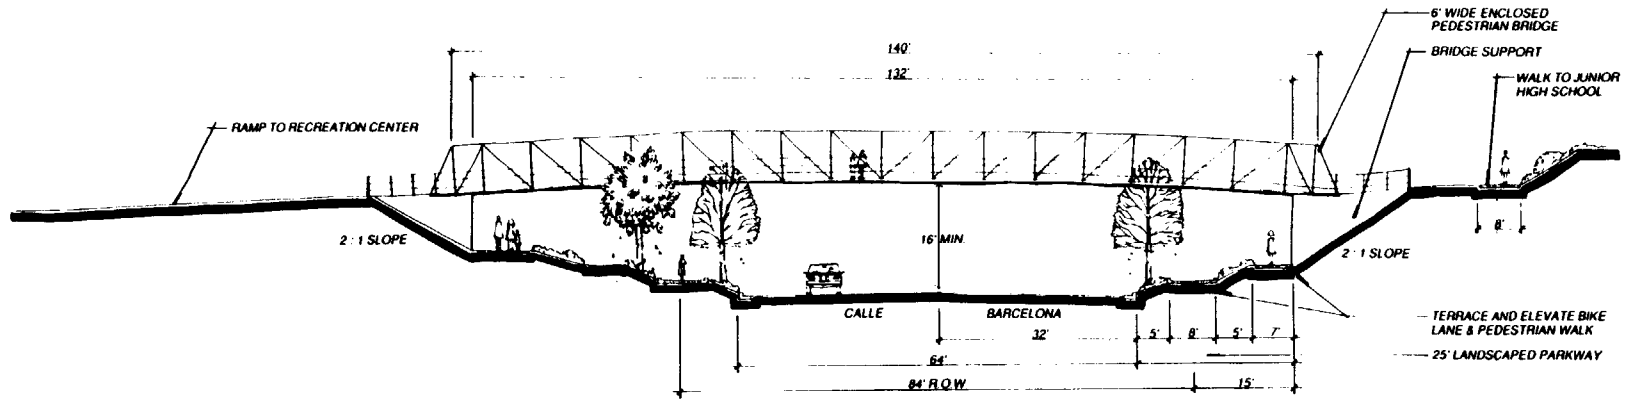 6' WIDE ENCLOSED
PEDESTRIAN BRIDGE
140'
BRIDGE SUPPORT
132'
WALK TO JUNIOR
HIGH SCHOOL
RAMP TO RECREATION CENTER
8'
2 : 1 SLOPE
16' MIN.
2 : 1 SLOPE
CALLE BARCELONA
TERRACE AND ELEVATE BIKE
LANE & PEDESTRIAN WALK
32'
5'
8'
5'
7'
25' LANDSCAPED PARKWAY
64'
84' R.O.W.
15'